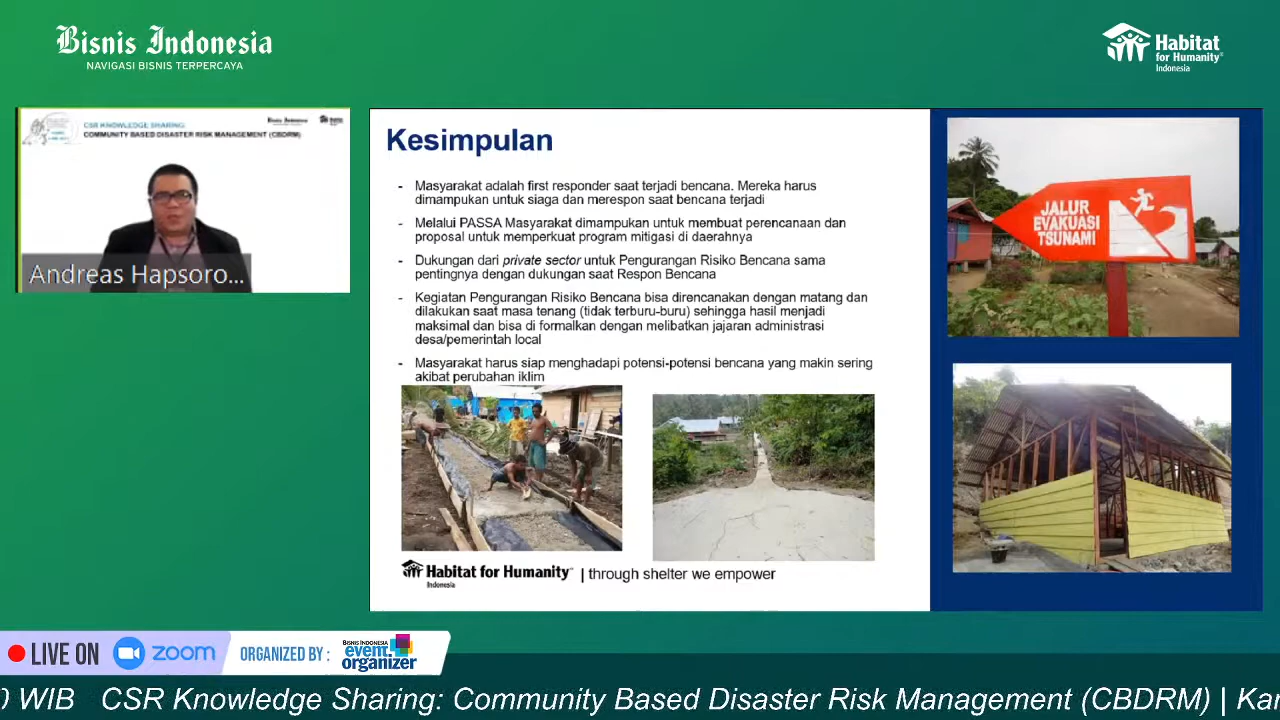 Bisnis Indonesia
NAVIGASI BISNIS TERPERCAYA
Habitat
for Humanity®
Indonesia
CSR KNOWLEDGE SHARING:
COMMUNITY BASED DISASTER RISK MANAGEMENT (CBDRM)
Bisnis Indonesia
Andreas Hapsoro...
Kesimpulan
- Masyarakat adalah first responder saat terjadi bencana. Mereka harus
dimampukan untuk siaga dan merespon saat bencana terjadi
- Melalui PASSA Masyarakat dimampukan untuk membuat perencanaan dan
proposal untuk memperkuat program mitigasi di daerahnya
- Dukungan dari private sector untuk Pengurangan Risiko Bencana sama
pentingnya dengan dukungan saat Respon Bencana
- Kegiatan Pengurangan Risiko Bencana bisa direncanakan dengan matang dan
dilakukan saat masa tenang (tidak terburu-buru) sehingga hasil menjadi
maksimal dan bisa di formalkan dengan melibatkan jajaran administrasi
desa/pemerintah local
- Masyarakat harus siap menghadapi potensi-potensi bencana yang makin sering
akibat perubahan iklim
Habitat for Humanity™ | through shelter we empower
Indonesia
JALUR
EVAKUASI
TSUNAMI
LIVE ON zoom
ORGANIZED BY :
BISNIS INDONESIA
event
organizer
0 WIB CSR Knowledge Sharing: Community Based Disaster Risk Management (CBDRM) | Kar